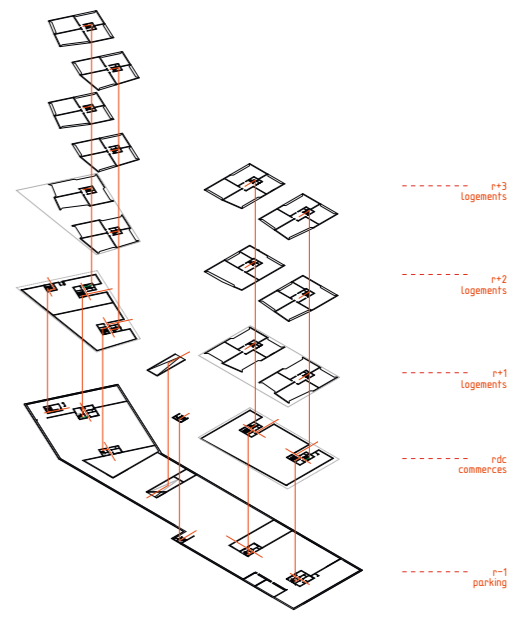 r+3
logements
r+2
logements
r+1
logements
rdc
commerces
r-1
parking